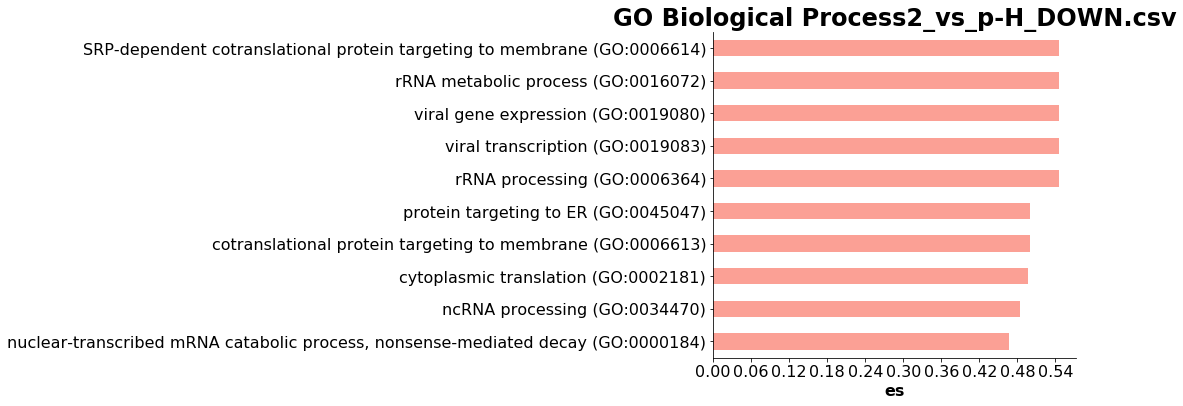 GO Biological Process2_vs_p-H_DOWN.csv
SRP-dependent cotranslational protein targeting to membrane (GO:0006614)
rRNA metabolic process (GO:0016072)
viral gene expression (GO:0019080)
viral transcription (GO:0019083)
rRNA processing (GO:0006364)
protein targeting to ER (GO:0045047)
cotranslational protein targeting to membrane (GO:0006613)
cytoplasmic translation (GO:0002181)
ncRNA processing (GO:0034470)
nuclear-transcribed mRNA catabolic process, nonsense-mediated decay (GO:0000184)
0.00 0.06 0.12 0.18 0.24 0.30 0.36 0.42 0.48 0.54
es